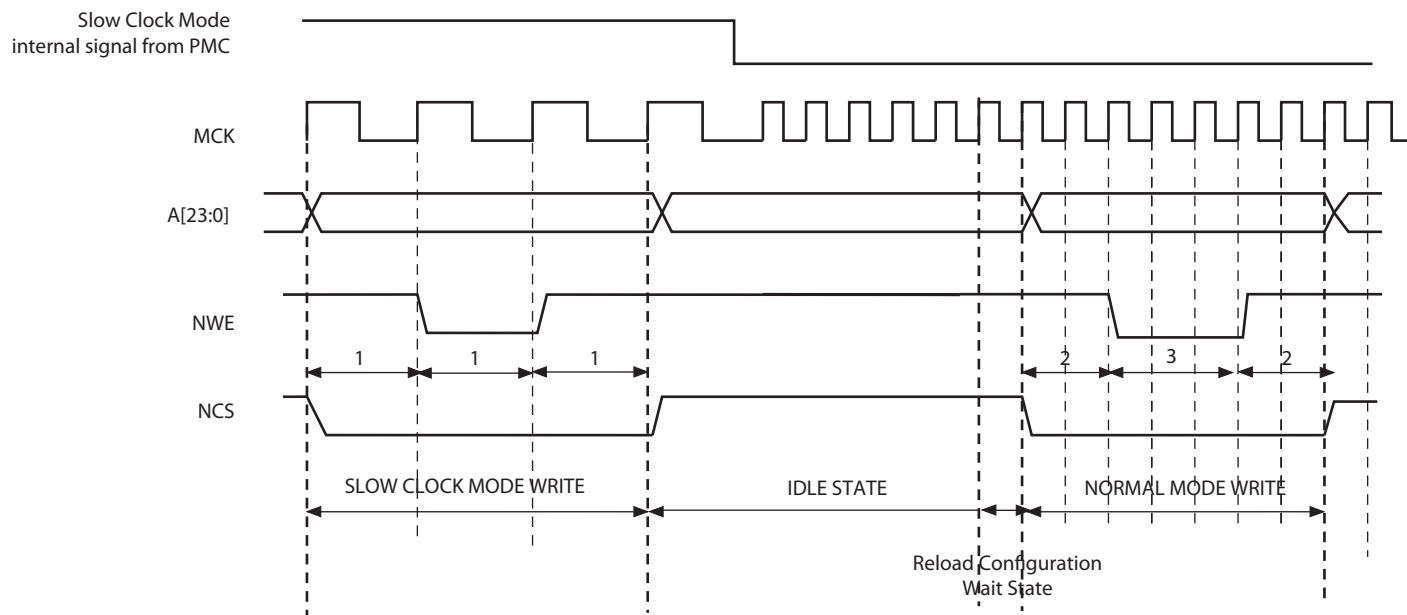 Slow Clock Mode
internal signal from PMC
MCK
A[23:0]
NWE
1 1 1 2 3 2
NCS
SLOW CLOCK MODE WRITE IDLE STATE NORMAL MODE WRITE
Reload Configuration
Wait State